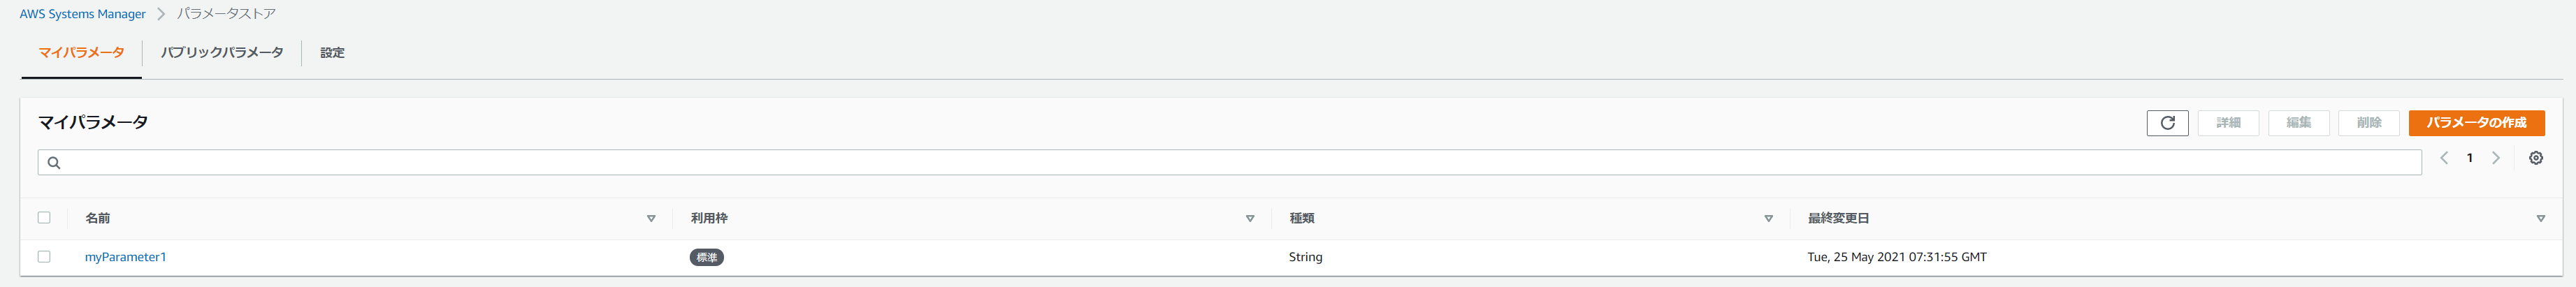 AWS Systems Manager > パラメータストア
マイパラメータ パブリックパラメータ 設定
マイパラメータ 詳細 編集 削除 パラメータの作成
1
名前 利用枠 種類 最終変更日
myParameter1 標準 String Tue, 25 May 2021 07:31:55 GMT